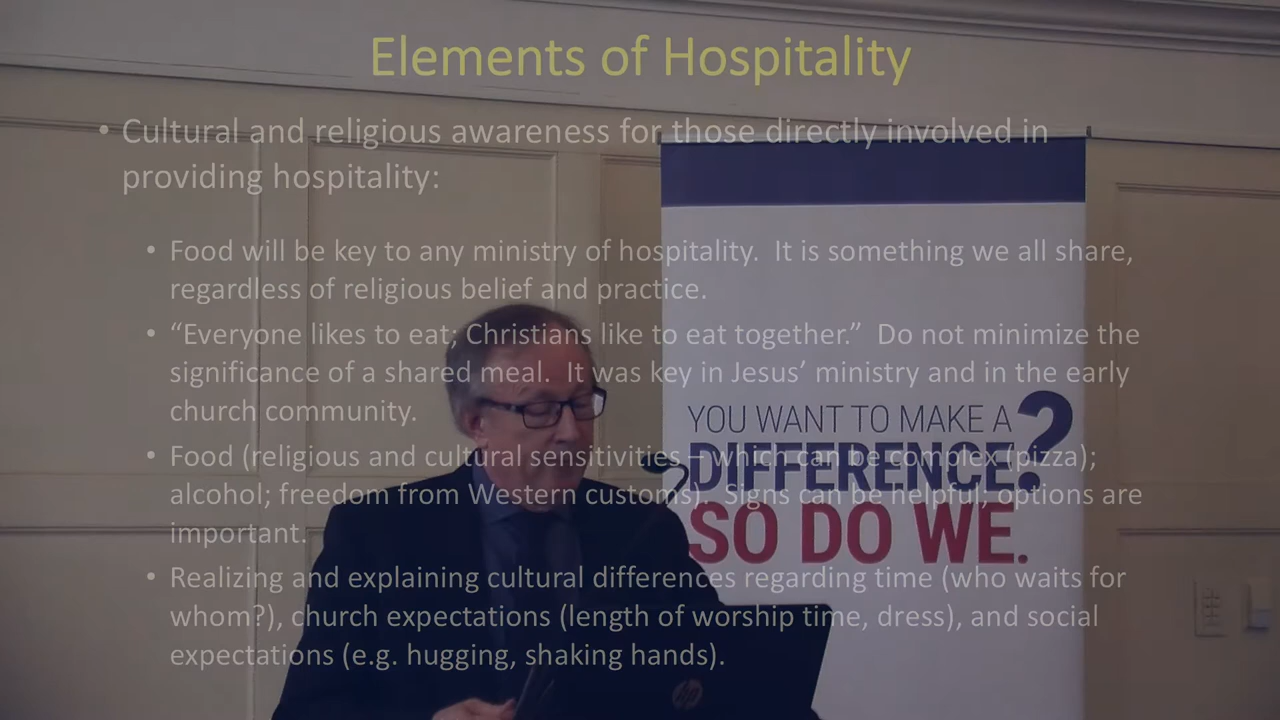 Elements of Hospitality
• Cultural and religious awareness for those directly involved in
providing hospitality:
• Food will be key to any ministry of hospitality.  It is something we all share,
regardless of religious belief and practice.
• “Everyone likes to eat; Christians like to eat together.”  Do not minimize the
significance of a shared meal.  It was key in Jesus’ ministry and in the early
church community.
• Food (religious and cultural sensitivities – which can be complex (pizza);
alcohol; freedom from Western customs).  Signs can be helpful, options are
important.
• Realizing and explaining cultural differences regarding time (who waits for
whom?), church expectations (length of worship time, dress), and social
expectations (e.g. hugging, shaking hands).
YOU WANT TO MAKE A
DIFFERENCE?
SO DO WE.
hp